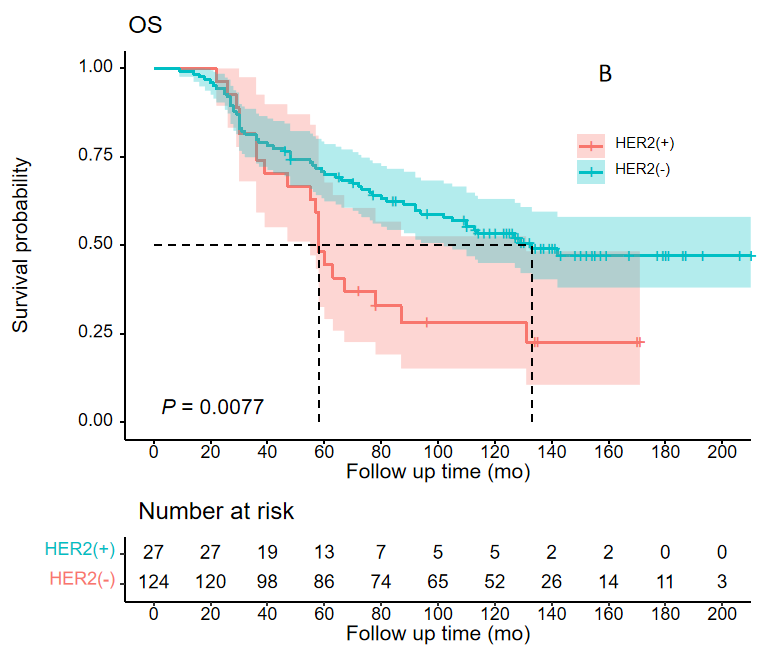 OS
B
Survival probability
1.00
0.75
0.50
0.25
0.00
HER2(+)
HER2(-)
P = 0.0077
0 20 40 60 80 100 120 140 160 180 200
Follow up time (mo)
Number at risk
HER2(+) 27 27 19 13 7 5 5 2 2 0 0
HER2(-) 124 120 98 86 74 65 52 26 14 11 3
0 20 40 60 80 100 120 140 160 180 200
Follow up time (mo)